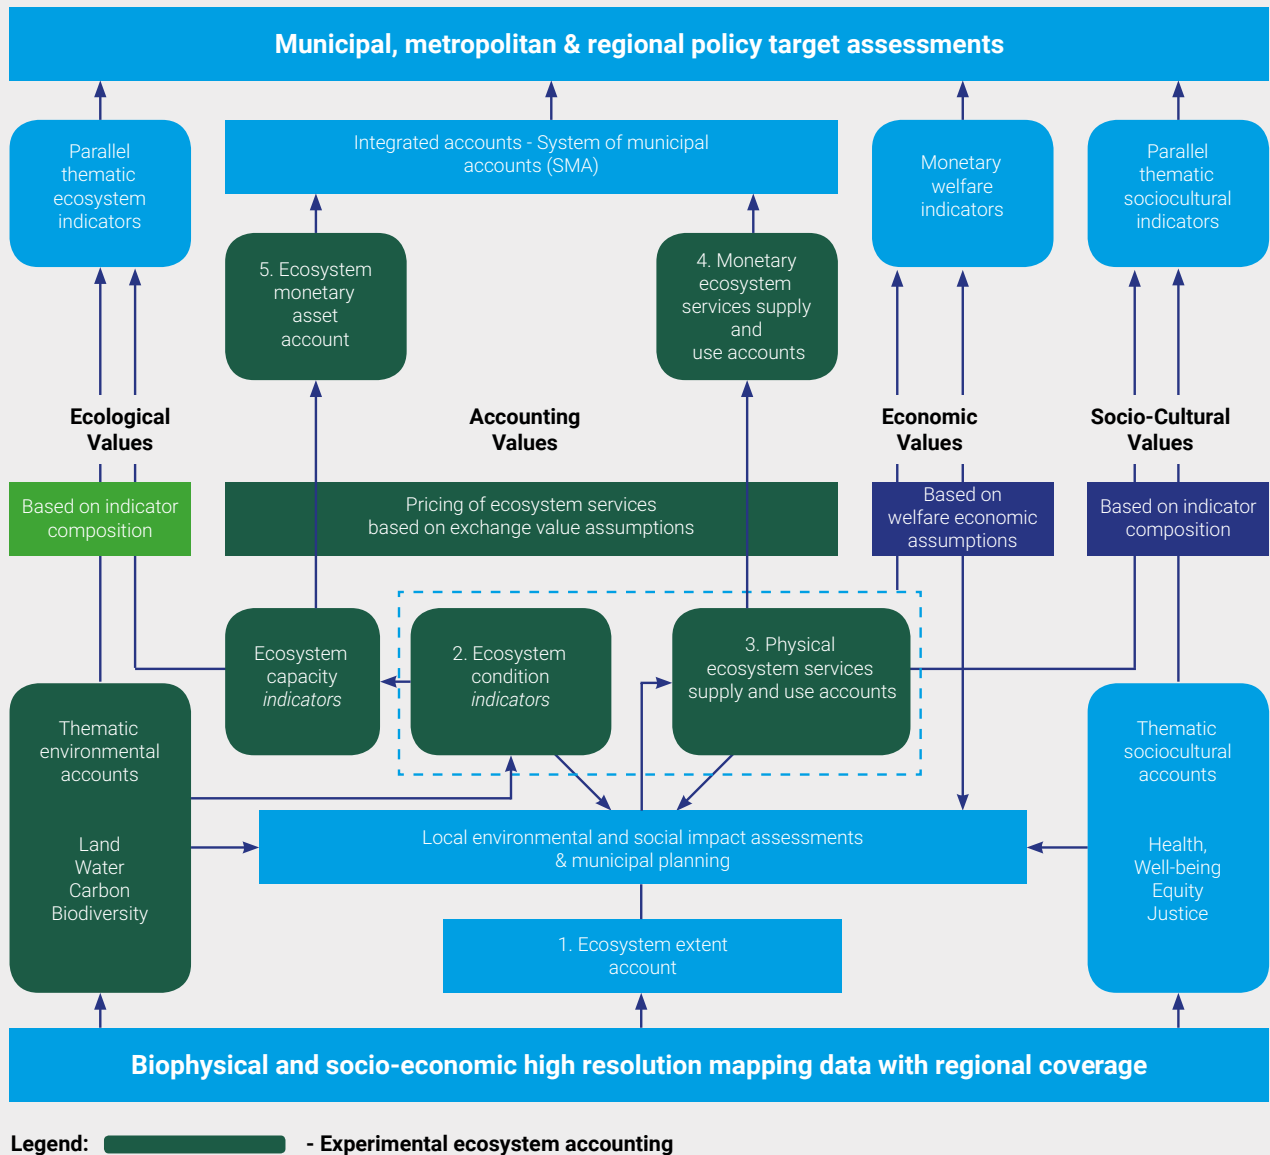 Municipal, metropolitan & regional policy target assessments
Parallel
thematic
ecosystem
indicators
Integrated accounts - System of municipal
accounts (SMA)
Monetary
welfare
indicators
Parallel
thematic
sociocultural
indicators
5. Ecosystem
monetary
asset
account
4. Monetary
ecosystem
services supply
and
use accounts
Ecological
Values
Accounting
Values
Economic
Values
Socio-Cultural
Values
Based on indicator
composition
Pricing of ecosystem services
based on exchange value assumptions
Based on
welfare economic
assumptions
Based on indicator
composition
Ecosystem
capacity
indicators
2. Ecosystem
condition
indicators
3. Physical
ecosystem services
supply and use accounts
Thematic
environmental
accounts
Land
Water
Carbon
Biodiversity
Thematic
sociocultural
accounts
Health,
Well-being
Equity
Justice
Local environmental and social impact assessments
& municipal planning
1. Ecosystem extent
account
Biophysical and socio-economic high resolution mapping data with regional coverage
Legend: - Experimental ecosystem accounting